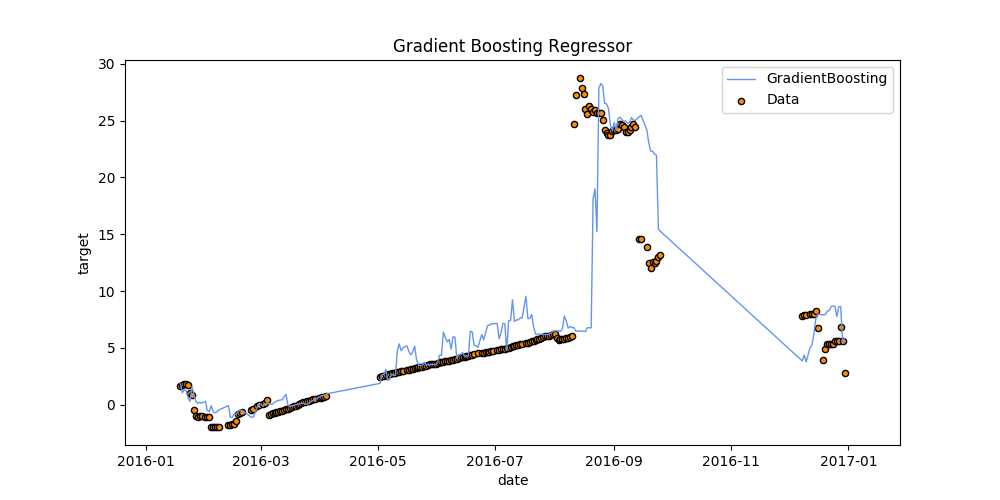 Gradient Boosting Regressor
GradientBoosting
Data
target
30
25
20
15
10
5
0
2016-01
2016-03
2016-05
2016-07
2016-09
2016-11
2017-01
date